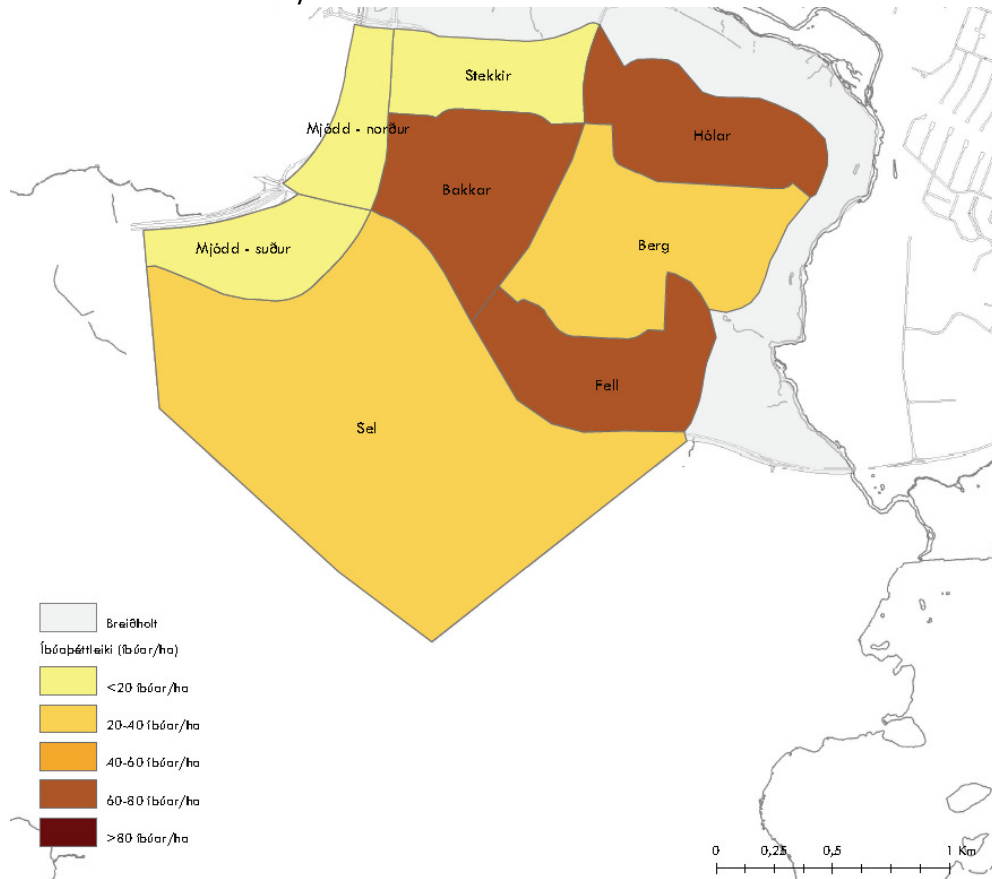 Stekkir
Mjódd - norður
Hólar
Bakkar
Mjódd - suður
Berg
Fell
Sel
Breiðholt
Íbúaþéttleiki (íbúar/ha)
<20 íbúar/ha
20-40 íbúar/ha
40-60 íbúar/ha
60-80 íbúar/ha
>80 íbúar/ha
0 0,25 0,5 1 Km